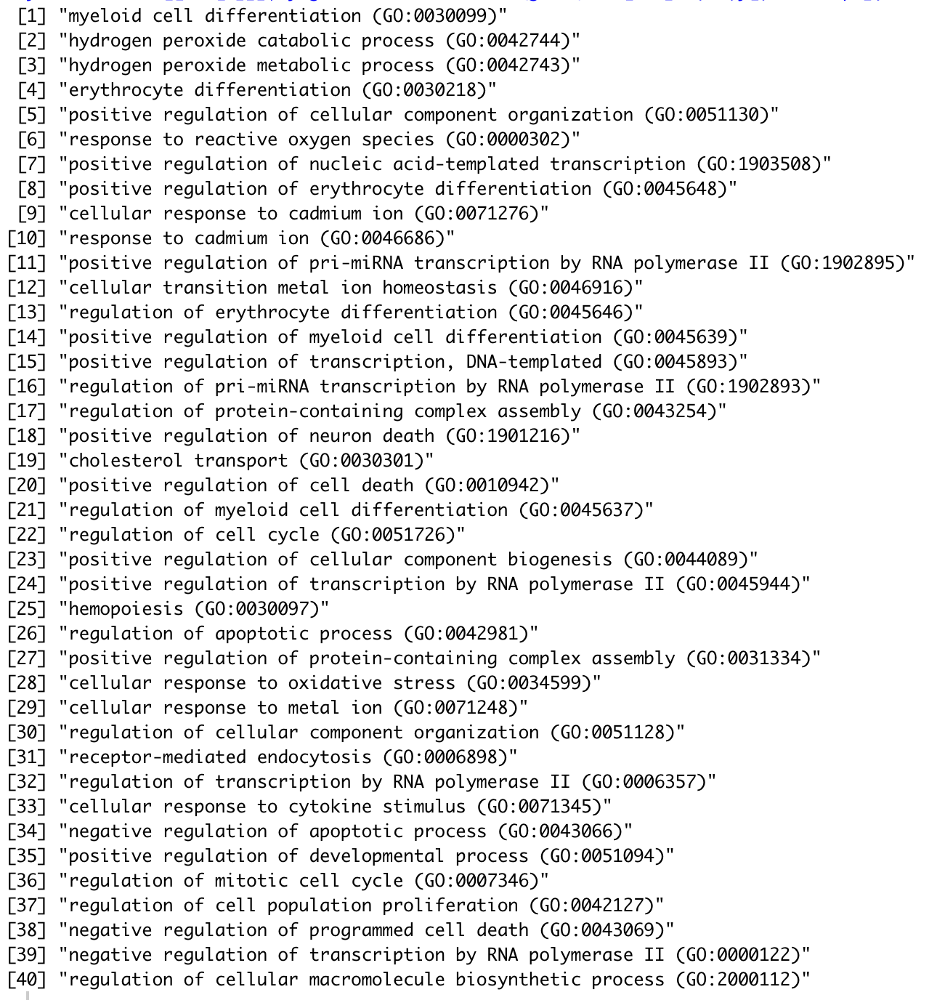 [1] "myeloid cell differentiation (GO:0030099)"
[2] "hydrogen peroxide catabolic process (GO:0042744)"
[3] "hydrogen peroxide metabolic process (GO:0042743)"
[4] "erythrocyte differentiation (GO:0030218)"
[5] "positive regulation of cellular component organization (GO:0051130)"
[6] "response to reactive oxygen species (GO:0000302)"
[7] "positive regulation of nucleic acid-templated transcription (GO:1903508)"
[8] "positive regulation of erythrocyte differentiation (GO:0045648)"
[9] "cellular response to cadmium ion (GO:0071276)"
[10] "response to cadmium ion (GO:0046686)"
[11] "positive regulation of pri-miRNA transcription by RNA polymerase II (GO:1902895)"
[12] "cellular transition metal ion homeostasis (GO:0046916)"
[13] "regulation of erythrocyte differentiation (GO:0045646)"
[14] "positive regulation of myeloid cell differentiation (GO:0045639)"
[15] "positive regulation of transcription, DNA-templated (GO:0045893)"
[16] "regulation of pri-miRNA transcription by RNA polymerase II (GO:1902893)"
[17] "regulation of protein-containing complex assembly (GO:0043254)"
[18] "positive regulation of neuron death (GO:1901216)"
[19] "cholesterol transport (GO:0030301)"
[20] "positive regulation of cell death (GO:0010942)"
[21] "regulation of myeloid cell differentiation (GO:0045637)"
[22] "regulation of cell cycle (GO:0051726)"
[23] "positive regulation of cellular component biogenesis (GO:0044089)"
[24] "positive regulation of transcription by RNA polymerase II (GO:0045944)"
[25] "hemopoiesis (GO:0030097)"
[26] "regulation of apoptotic process (GO:0042981)"
[27] "positive regulation of protein-containing complex assembly (GO:0031334)"
[28] "cellular response to oxidative stress (GO:0034599)"
[29] "cellular response to metal ion (GO:0071248)"
[30] "regulation of cellular component organization (GO:0051128)"
[31] "receptor-mediated endocytosis (GO:0006898)"
[32] "regulation of transcription by RNA polymerase II (GO:0006357)"
[33] "cellular response to cytokine stimulus (GO:0071345)"
[34] "negative regulation of apoptotic process (GO:0043066)"
[35] "positive regulation of developmental process (GO:0051094)"
[36] "regulation of mitotic cell cycle (GO:0007346)"
[37] "regulation of cell population proliferation (GO:0042127)"
[38] "negative regulation of programmed cell death (GO:0043069)"
[39] "negative regulation of transcription by RNA polymerase II (GO:0000122)"
[40] "regulation of cellular macromolecule biosynthetic process (GO:2000112)"